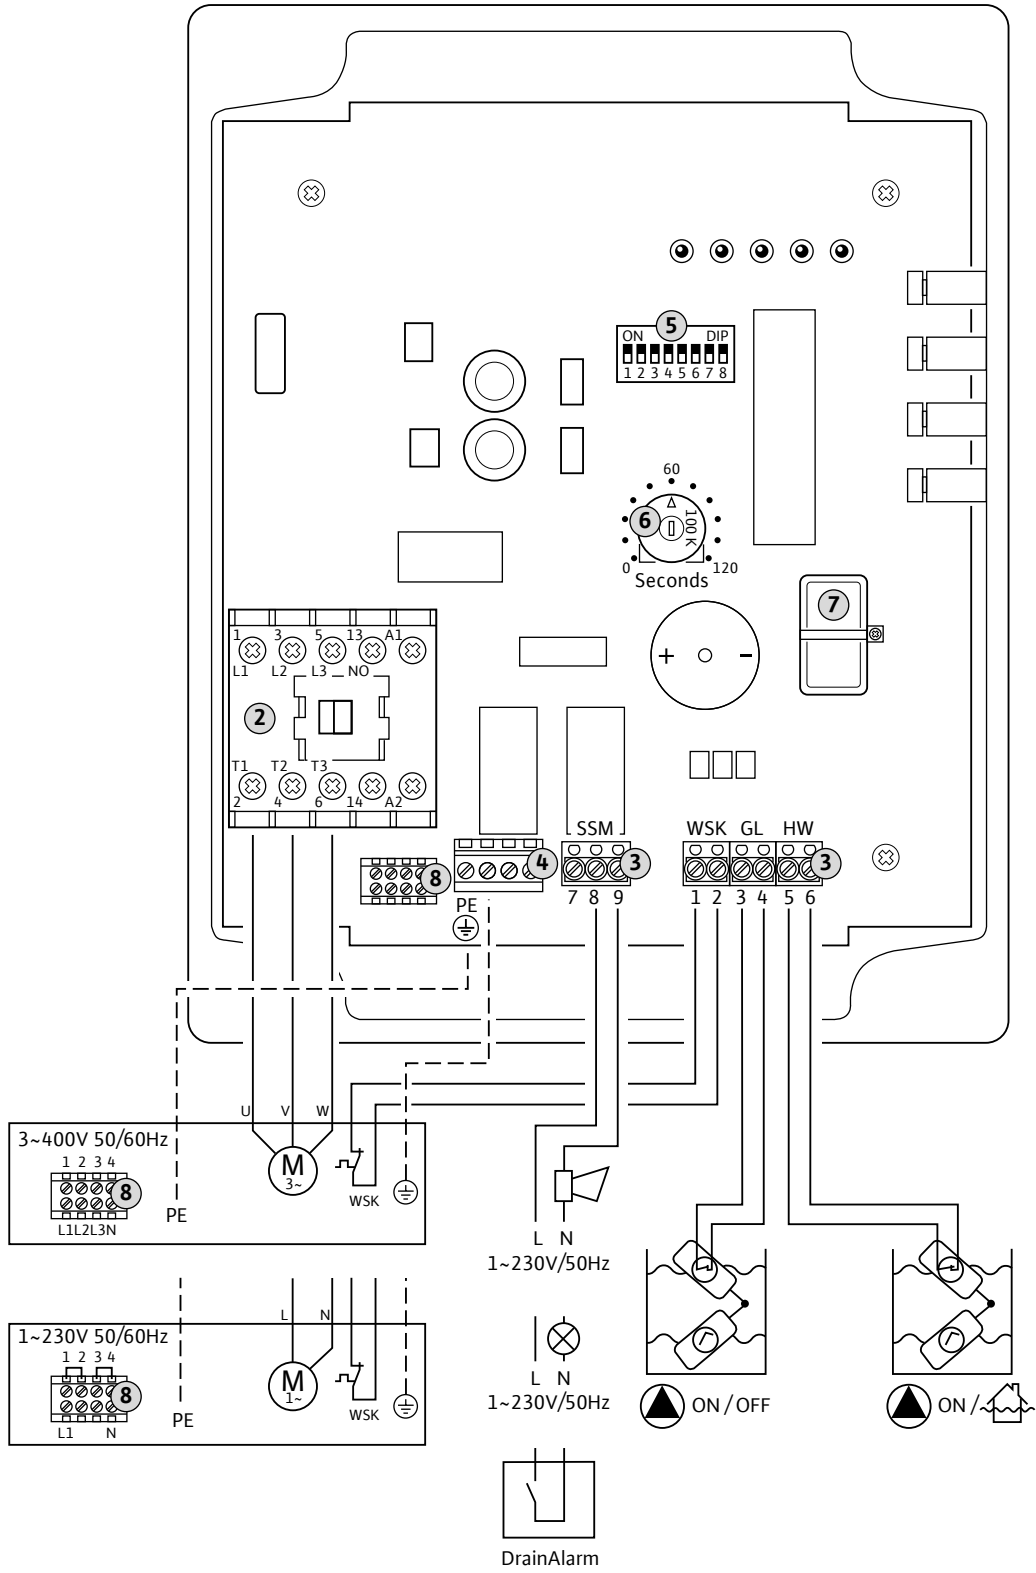 5
ON DIP
1 2 3 4 5 6 7 8
60
6
100 K
0 120
Seconds
7
1 3 5 13 A1
L1 L2 L3 NO
2
T1 T2 T3
2 4 6 14 A2
SSM WSK GL HW
8 4 3 3
PE 7 8 9 1 2 3 4 5 6
U V W
3~400V 50/60Hz
1 2 3 4
8
M
3~
WSK
PE
L1L2L3N
L N
1~230V/50Hz
L N
1~230V 50/60Hz
1 2 3 4
8
M
1~
WSK
PE
L1 N
L N
1~230V/50Hz
ON/OFF
ON/
DrainAlarm